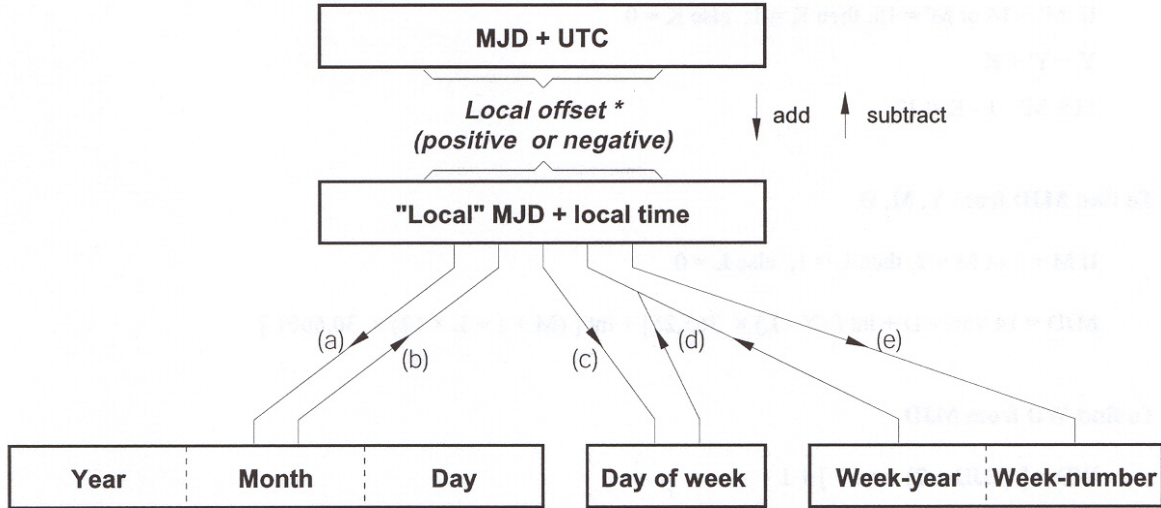 MJD + UTC
Local offset *
(positive or negative)
add
subtract
"Local" MJD + local time
(a)
(b)
(c)
(d)
(e)
Year
Month
Day
Day of week
Week-year
Week-number